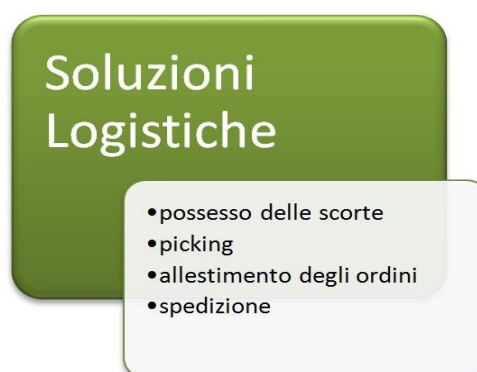 Soluzioni
Logistiche
•possesso delle scorte
•picking
•allestimento degli ordini
•spedizione